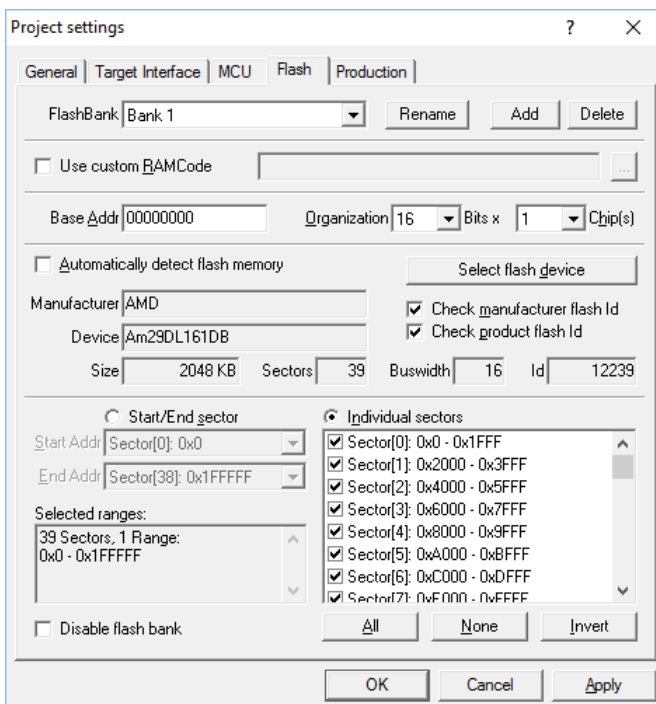 Project settings ? X
General Target Interface MCU Flash Production
FlashBank Bank 1 Rename Add Delete
Use custom RAMCode ...
Base Addr 00000000 Organization 16 Bits x 1 Chip(s)
Automatically detect flash memory Select flash device
Manufacturer AMD Check manufacturer flash Id
Device Am29DL161DB Check product flash Id
Size 2048 KB Sectors 39 Buswidth 16 Id 12239
Start/End sector Individual sectors
Start Addr Sector[0]: 0x0
End Addr Sector[38]: 0x1FFFFF
Selected ranges:
39 Sectors, 1 Range:
0x0 - 0x1FFFFF
Sector[0]: 0x0 - 0x1FFF
Sector[1]: 0x2000 - 0x3FFF
Sector[2]: 0x4000 - 0x5FFF
Sector[3]: 0x6000 - 0x7FFF
Sector[4]: 0x8000 - 0x9FFF
Sector[5]: 0xA000 - 0xBFFF
Sector[6]: 0xC000 - 0xDFFF
Sector[7]: 0xE000 - 0xFFFF
Disable flash bank All None Invert
OK Cancel Apply